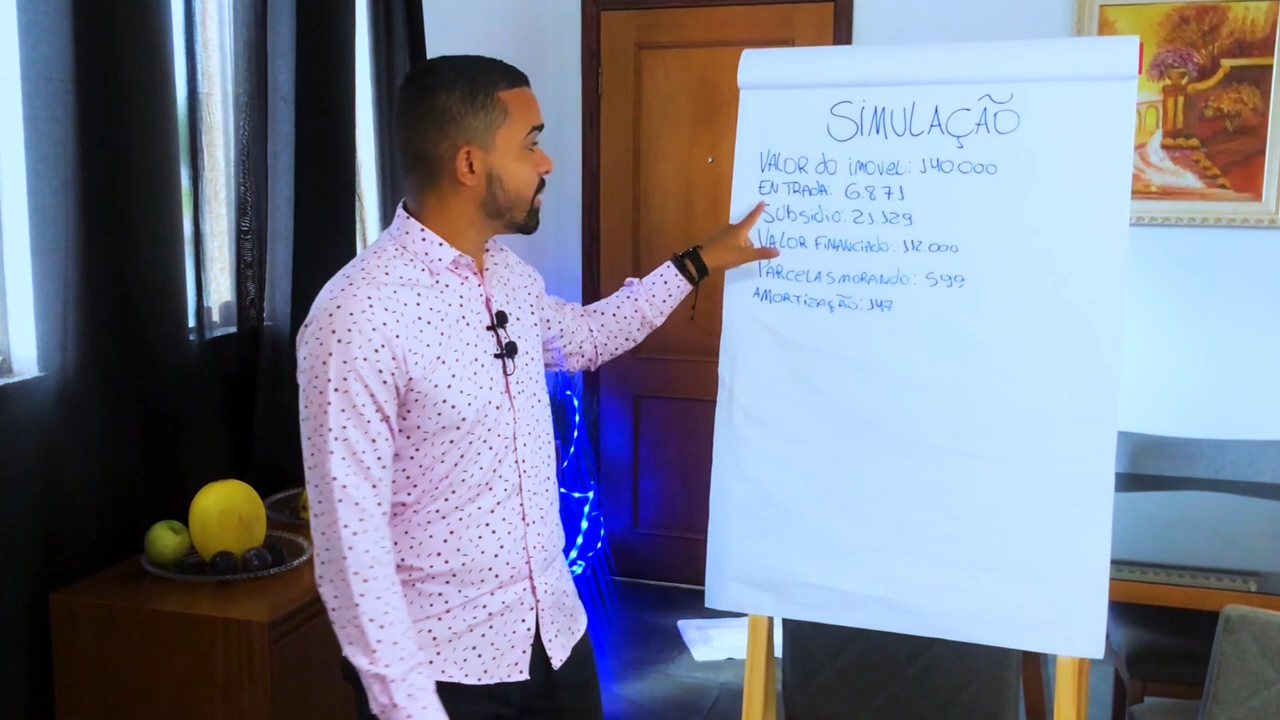 SIMULAÇÃO
VALOR do imovel: 140.000
ENTRADA: 6.871
Subsidio: 21.129
VALOR FINANCIADO: 112.000
PARCELAS MORANDO: 599
AMORTIZAÇÃO: 147